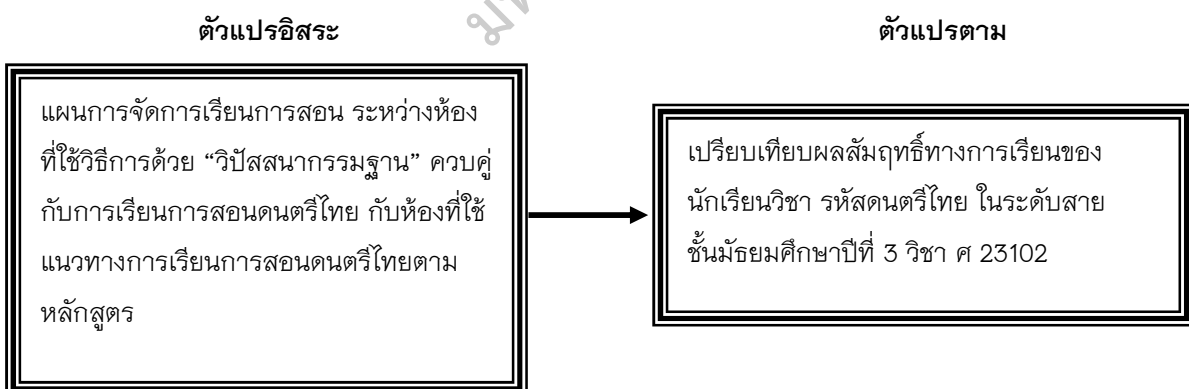 ตัวแปรอิสระ
ตัวแปรตาม
แผนการจัดการเรียนการสอน ระหว่างห้อง
ที่ใช้วิธีการด้วย “วิปัสสนากรรมฐาน” ควบคู่
กับการเรียนการสอนดนตรีไทย กับห้องที่ใช้
แนวทางการเรียนการสอนดนตรีไทยตาม
หลักสูตร
เปรียบเทียบผลสัมฤทธิ์ทางการเรียนของ
นักเรียนวิชา รหัสดนตรีไทย ในระดับสาย
ชั้นมัธยมศึกษาปีที่ 3 วิชา ศ 23102